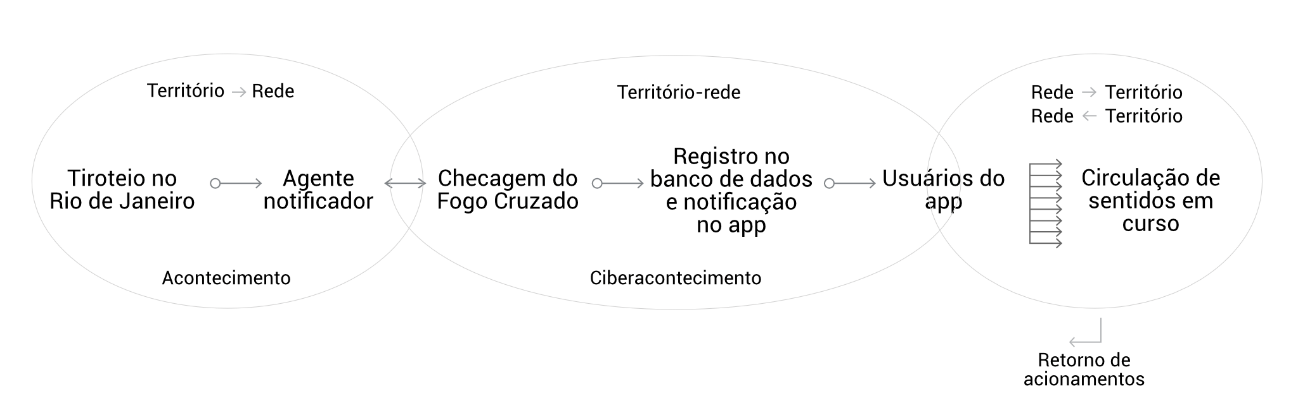 Território → Rede
Tiroteio no
Rio de Janeiro
Agente
notificador
Acontecimento
Território-rede
Checagem do
Fogo Cruzado
Registro no
banco de dados
e notificação
no app
Usuários do
app
Ciberacontecimento
Rede → Território
Rede ← Território
Circulação de
sentidos em
curso
Retorno de
acionamentos